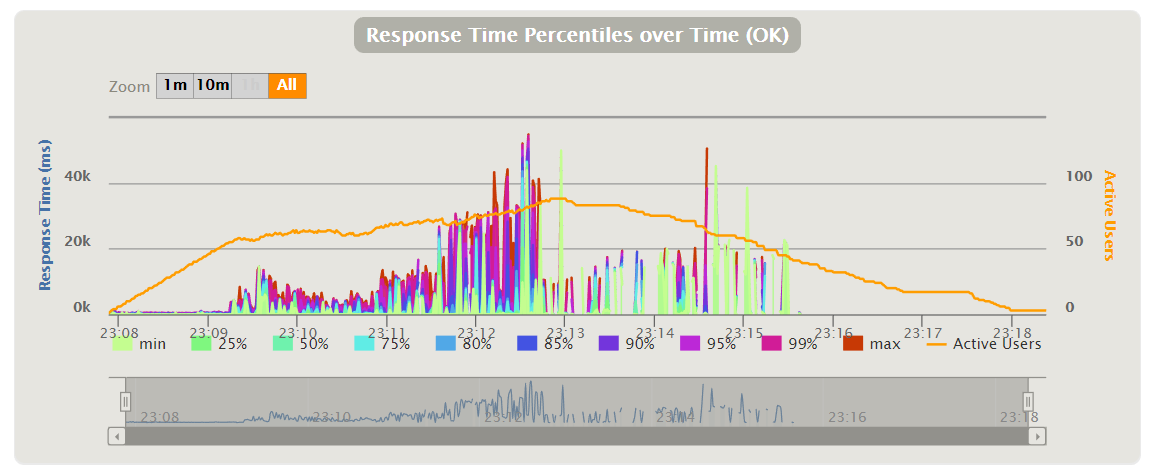 Response Time Percentiles over Time (OK)
Zoom 1m 10m 1h All
Response Time (ms)
40k
20k
0k
100
50
0
Active Users
23:08 23:09 23:10 23:11 23:12 23:13 23:14 23:15 23:16 23:17 23:18
min 25% 50% 75% 80% 85% 90% 95% 99% max Active Users
23:08 23:10 23:12 23:14 23:16 23:18